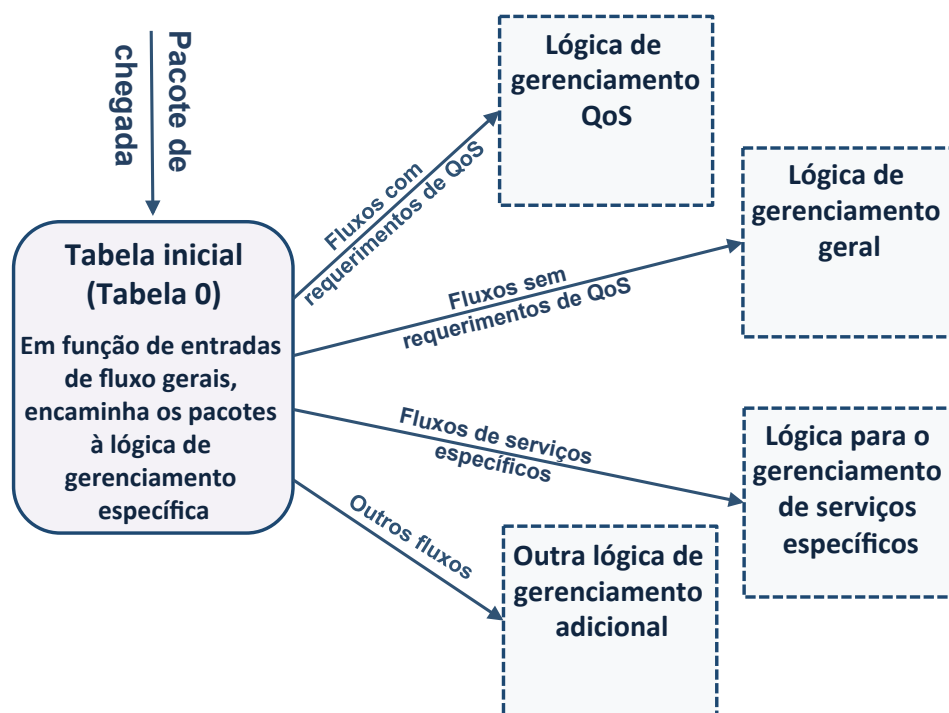 Pacote de
chegada
Lógica de
gerenciamento
QoS
Fluxos com
requerimentos de QoS
Lógica de
gerenciamento
geral
Tabela inicial
(Tabela 0)
Em função de entradas
de fluxo gerais,
encaminha os pacotes
à lógica de
gerenciamento
específica
Fluxos sem
requerimentos de QoS
Fluxos de serviços
específicos
Lógica para o
gerenciamento
de serviços
específicos
Outros fluxos
Outra lógica de
gerenciamento
adicional